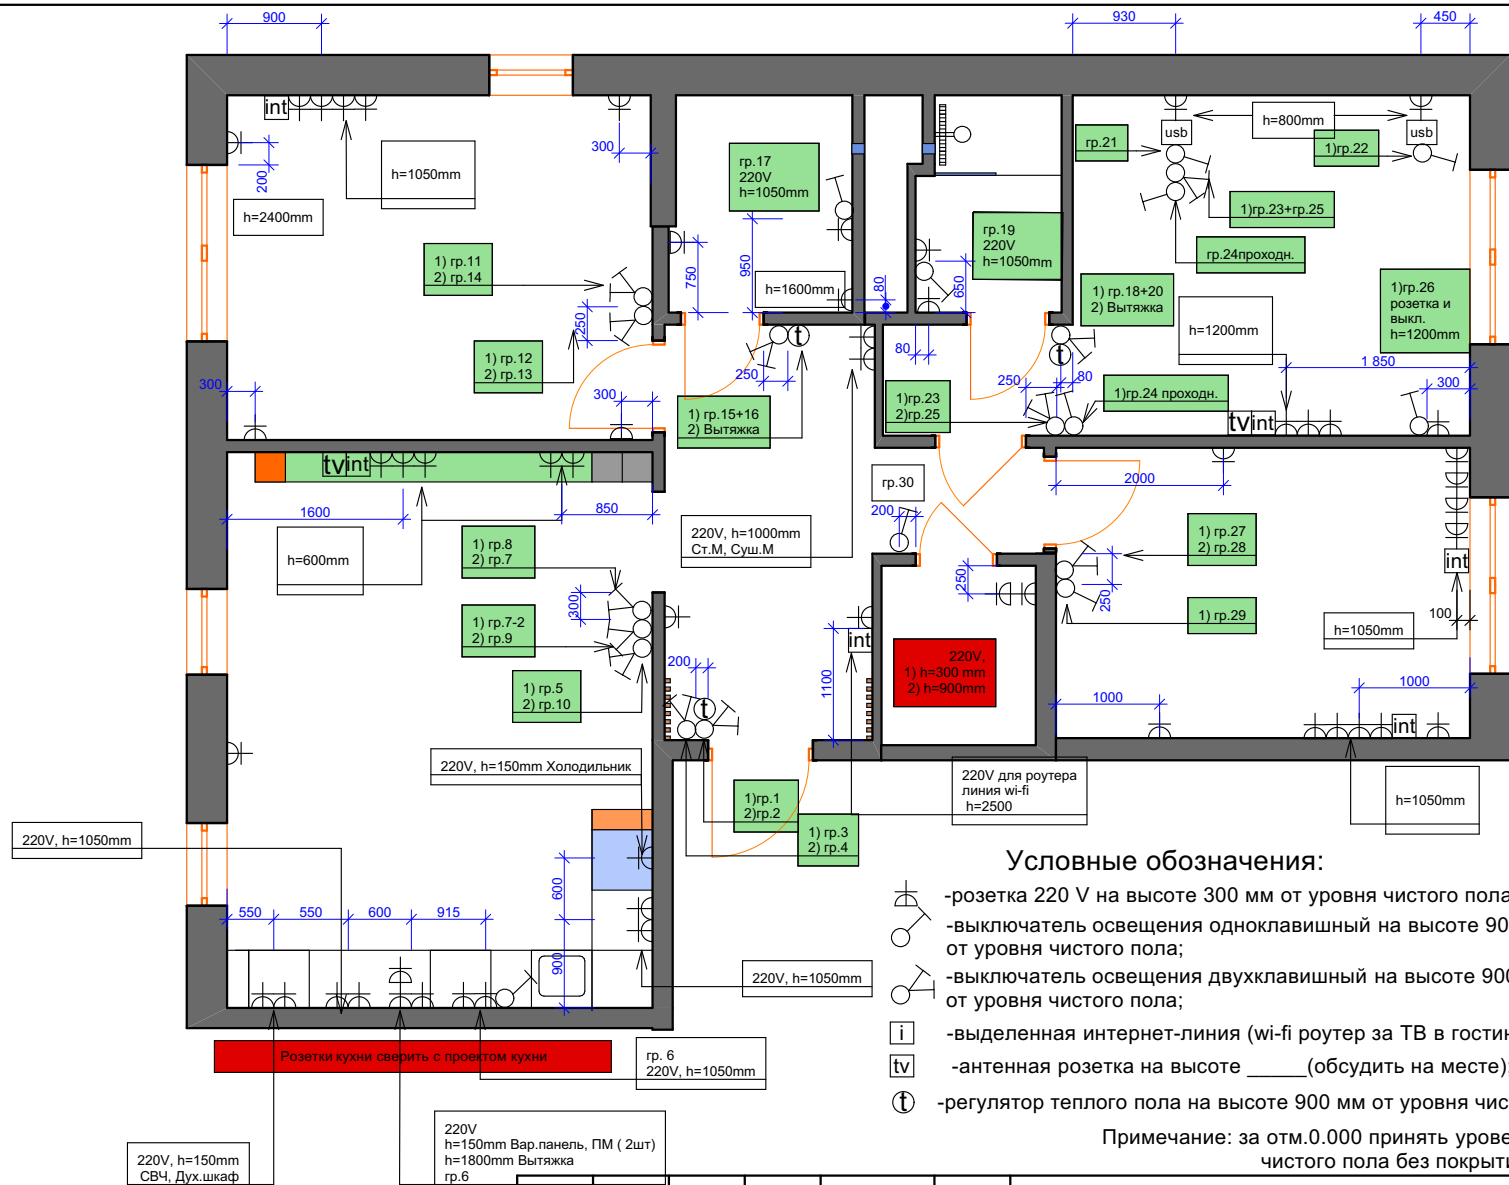 900
930
450
int
h=1050mm
200
h=2400mm
300
1) гр.11
2) гр.14
250
1) гр.12
2) гр.13
300
300
гр.17
220V
h=1050mm
750
950
h=1600mm
80
гр.19
220V
h=1050mm
650
usb
h=800mm
usb
гр.21
1)гр.22
1)гр.23+гр.25
гр.24проходн.
1) гр.18+20
2) Вытяжка
h=1200mm
1)гр.26
розетка и
выкл.
h=1200mm
1 850
300
t
250
1) гр.15+16
2) Вытяжка
80
t
250
80
1)гр.23
2)гр.25
1)гр.24 проходн.
tv int
tv int
1600
850
h=600mm
1) гр.8
2) гр.7
300
1) гр.7-2
2) гр.9
1) гр.5
2) гр.10
220V, h=1000mm
Ст.М, Суш.М
гр.30
200
2000
1) гр.27
2) гр.28
250
1) гр.29
int
100
h=1050mm
250
220V,
1) h=300 mm
2) h=900mm
int
1100
200
t
1000
1000
int
220V, h=150mm Холодильник
1)гр.1
2)гр.2
1) гр.3
2) гр.4
220V для роутера
линия wi-fi
h=2500
h=1050mm
220V, h=1050mm
550
550
600
915
600
900
220V, h=1050mm
Розетки кухни сверить с проектом кухни
гр. 6
220V, h=1050mm
220V
h=150mm Вар.панель, ПМ ( 2шт)
h=1800mm Вытяжка
гр.6
220V, h=150mm
СВЧ, Дух.шкаф
Условные обозначения:
-розетка 220 V на высоте 300 мм от уровня чистого пола
-выключатель освещения одноклавишный на высоте 90
от уровня чистого пола;
-выключатель освещения двухклавишный на высоте 900
от уровня чистого пола;
i -выделенная интернет-линия (wi-fi роутер за ТВ в гостин
tv -антенная розетка на высоте _____(обсудить на месте);
t -регулятор теплого пола на высоте 900 мм от уровня чис
Примечание: за отм.0.000 принять урове
чистого пола без покрыти